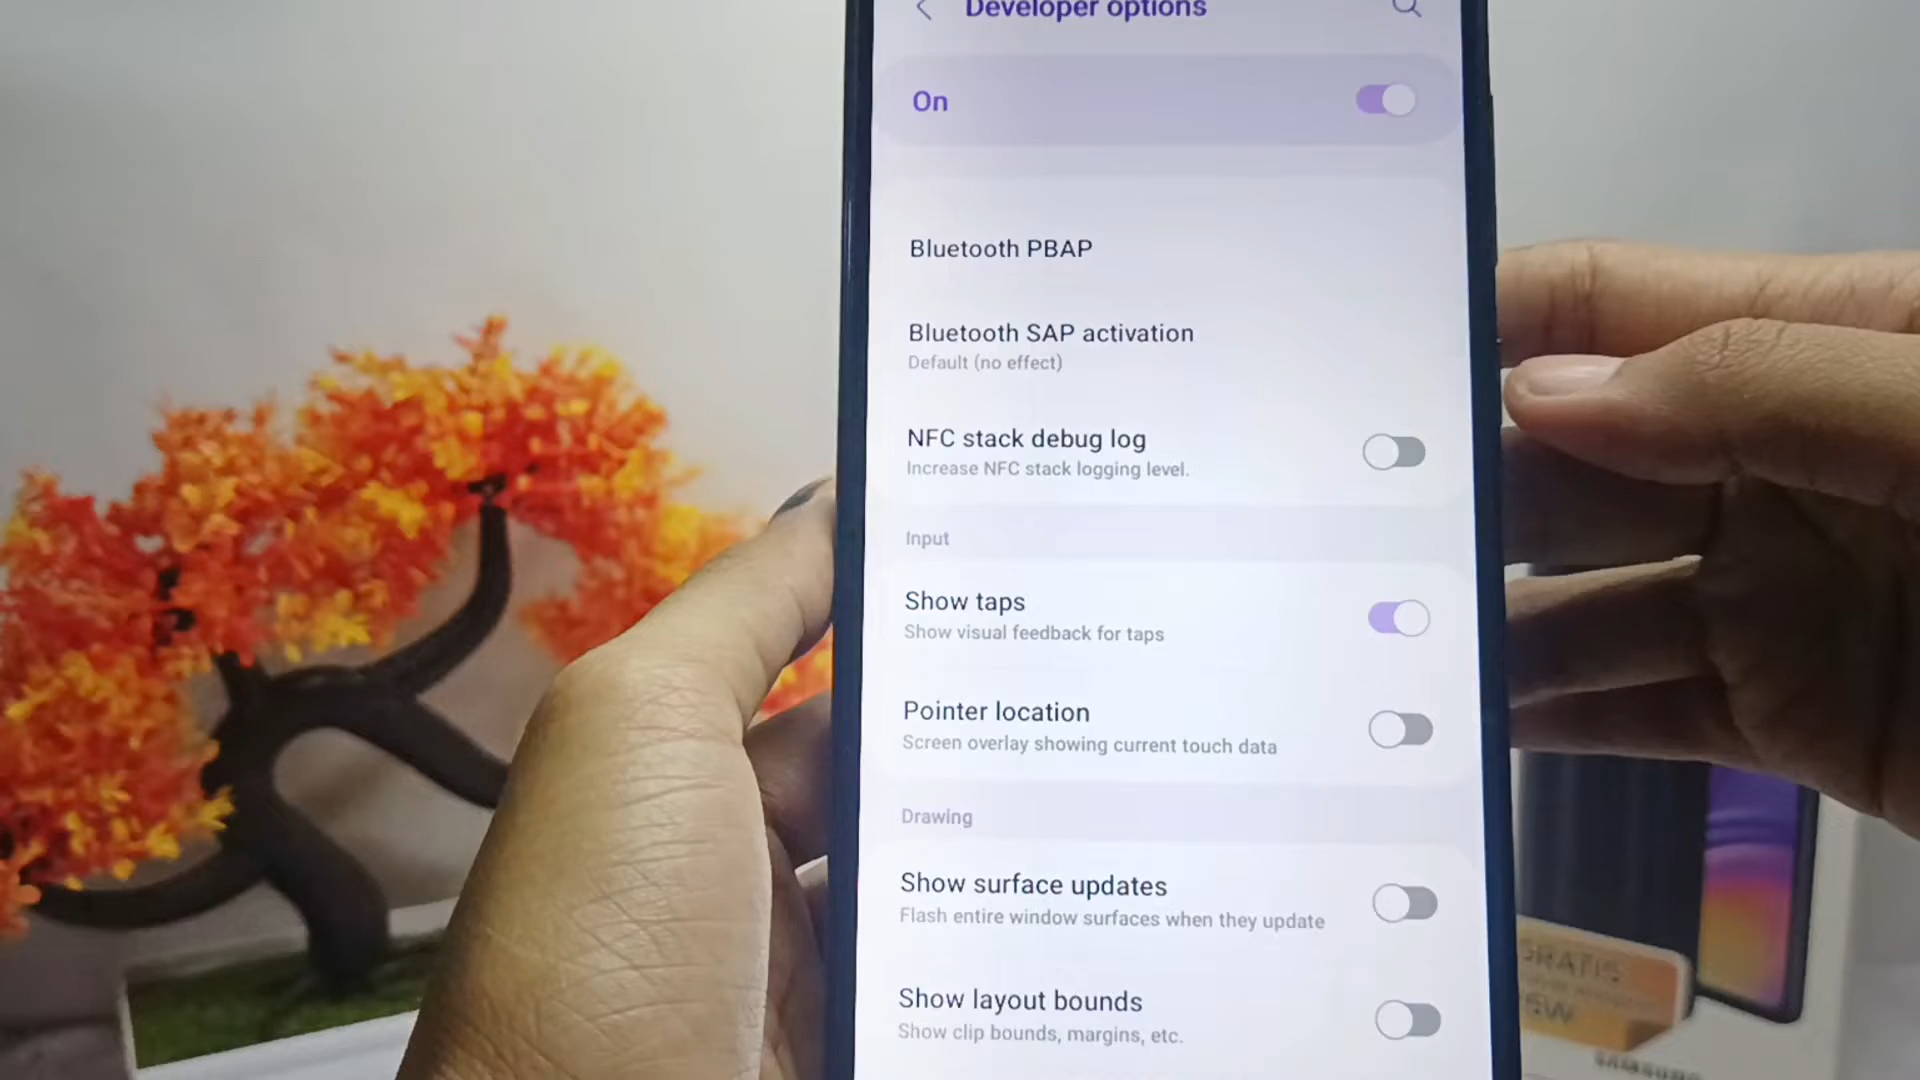 Developer options
On
Bluetooth PBAP
Bluetooth SAP activation
Default (no effect)
NFC stack debug log
Increase NFC stack logging level.
Input
Show taps
Show visual feedback for taps
Pointer location
Screen overlay showing current touch data
Drawing
Show surface updates
Flash entire window surfaces when they update
Show layout bounds
Show clip bounds, margins, etc.
GRATIS
SAMSUNG